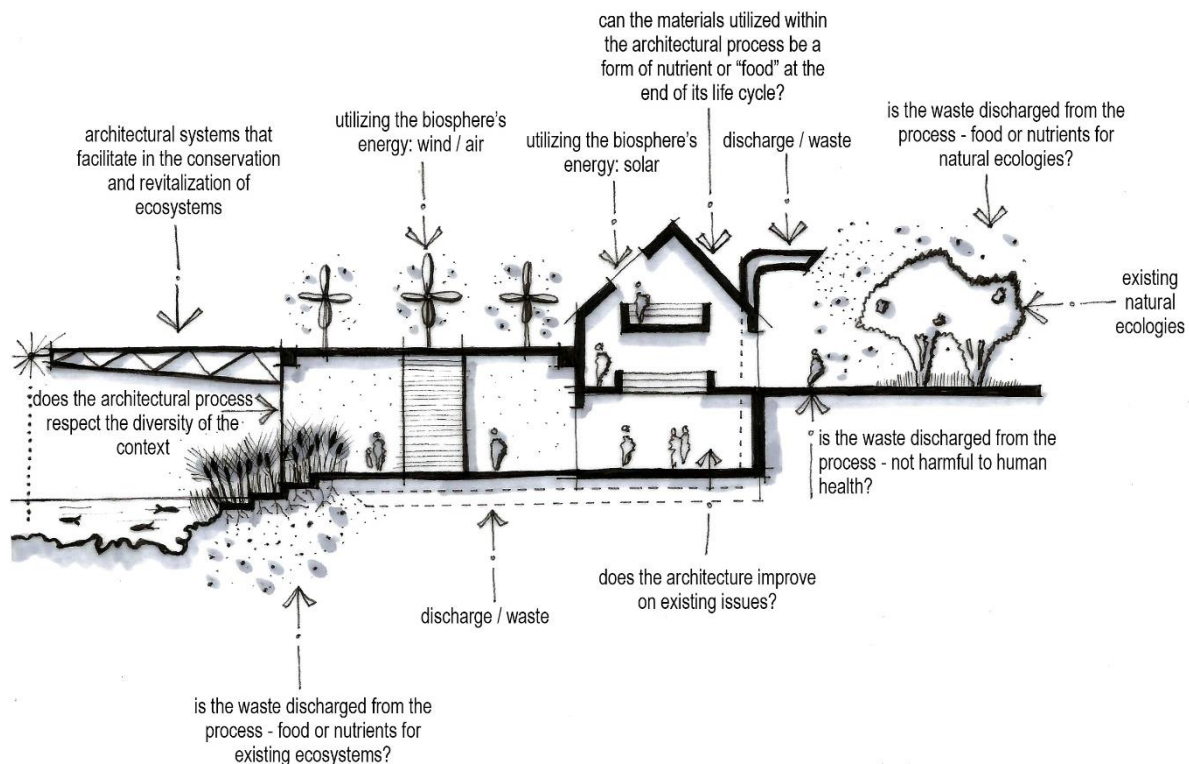 can the materials utilized within
the architectural process be a
form of nutrient or “food” at the
end of its life cycle?
is the waste discharged from the
process - food or nutrients for
natural ecologies?
utilizing the biosphere's
energy: wind / air
architectural systems that
facilitate in the conservation
and revitalization of
ecosystems
utilizing the biosphere's
energy: solar
discharge / waste
existing
natural
ecologies
does the architectural process
respect the diversity of the
context
is the waste discharged from the
process - not harmful to human
health?
does the architecture improve
on existing issues?
discharge / waste
is the waste discharged from the
process - food or nutrients for
existing ecosystems?